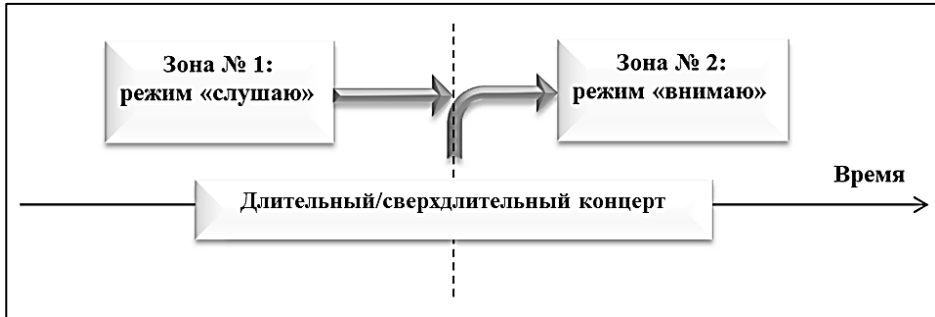 Зона № 1:
режим «слушаю»
Зона № 2:
режим «внимаю»
Время
Длительный/сверхдлительный концерт